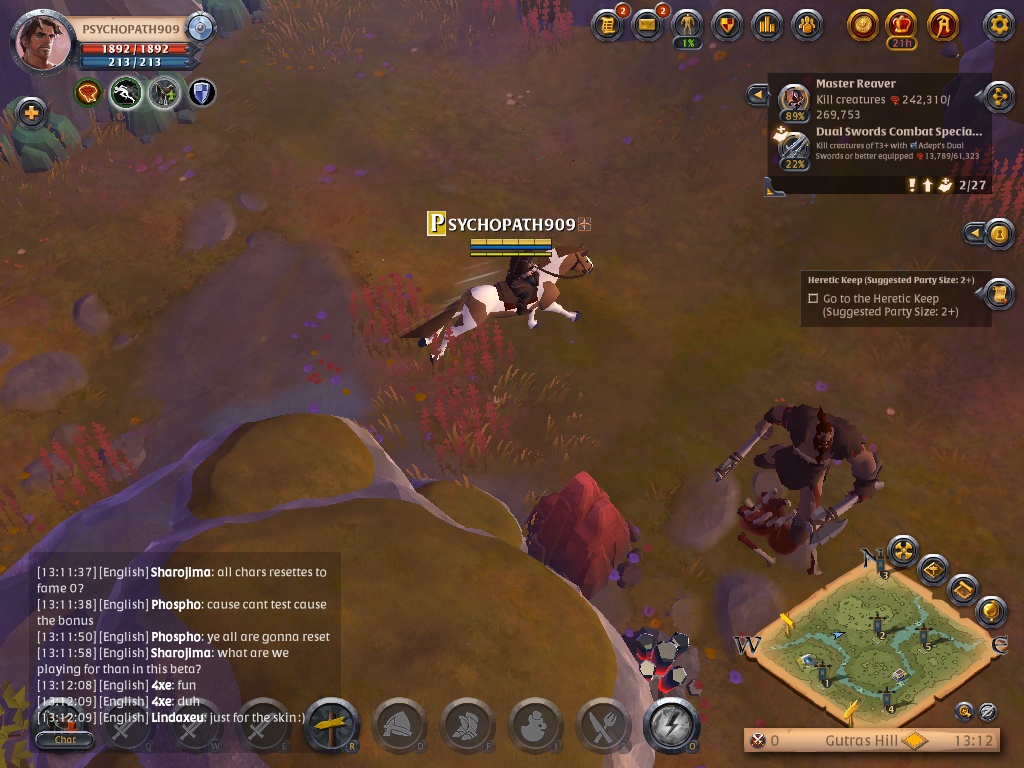 PSYCHOPATH909
1892 / 1892
213 / 213
2
2
1%
21h
Master Reaver
Kill creatures 242,310/
269,753
89%
Dual Swords Combat Specia...
Kill creatures of T3+ with Adept's Dual
Swords or better equipped 13,789/61,323
22%
2/27
PSYCHOPATH909
Heretic Keep (Suggested Party Size: 2+)
Go to the Heretic Keep
(Suggested Party Size: 2+)
[13:11:37] [English] Sharojima: all chars resettes to
fame 0?
[13:11:38] [English] Phospho: cause cant test cause
the bonus
[13:11:50] [English] Phospho: ye all are gonna reset
[13:11:58] [English] Sharojima: what are we
playing for than in this beta?
[13:12:08] [English] 4xe: fun
[13:12:09] [English] 4xe: duh
[13:12:09] [English] Lindaxeu: just for the skin:)
Chat
Q
W
E
R
D
F
O
N
W
E
3
2
5
1
4
0
Gutras Hill
13:12